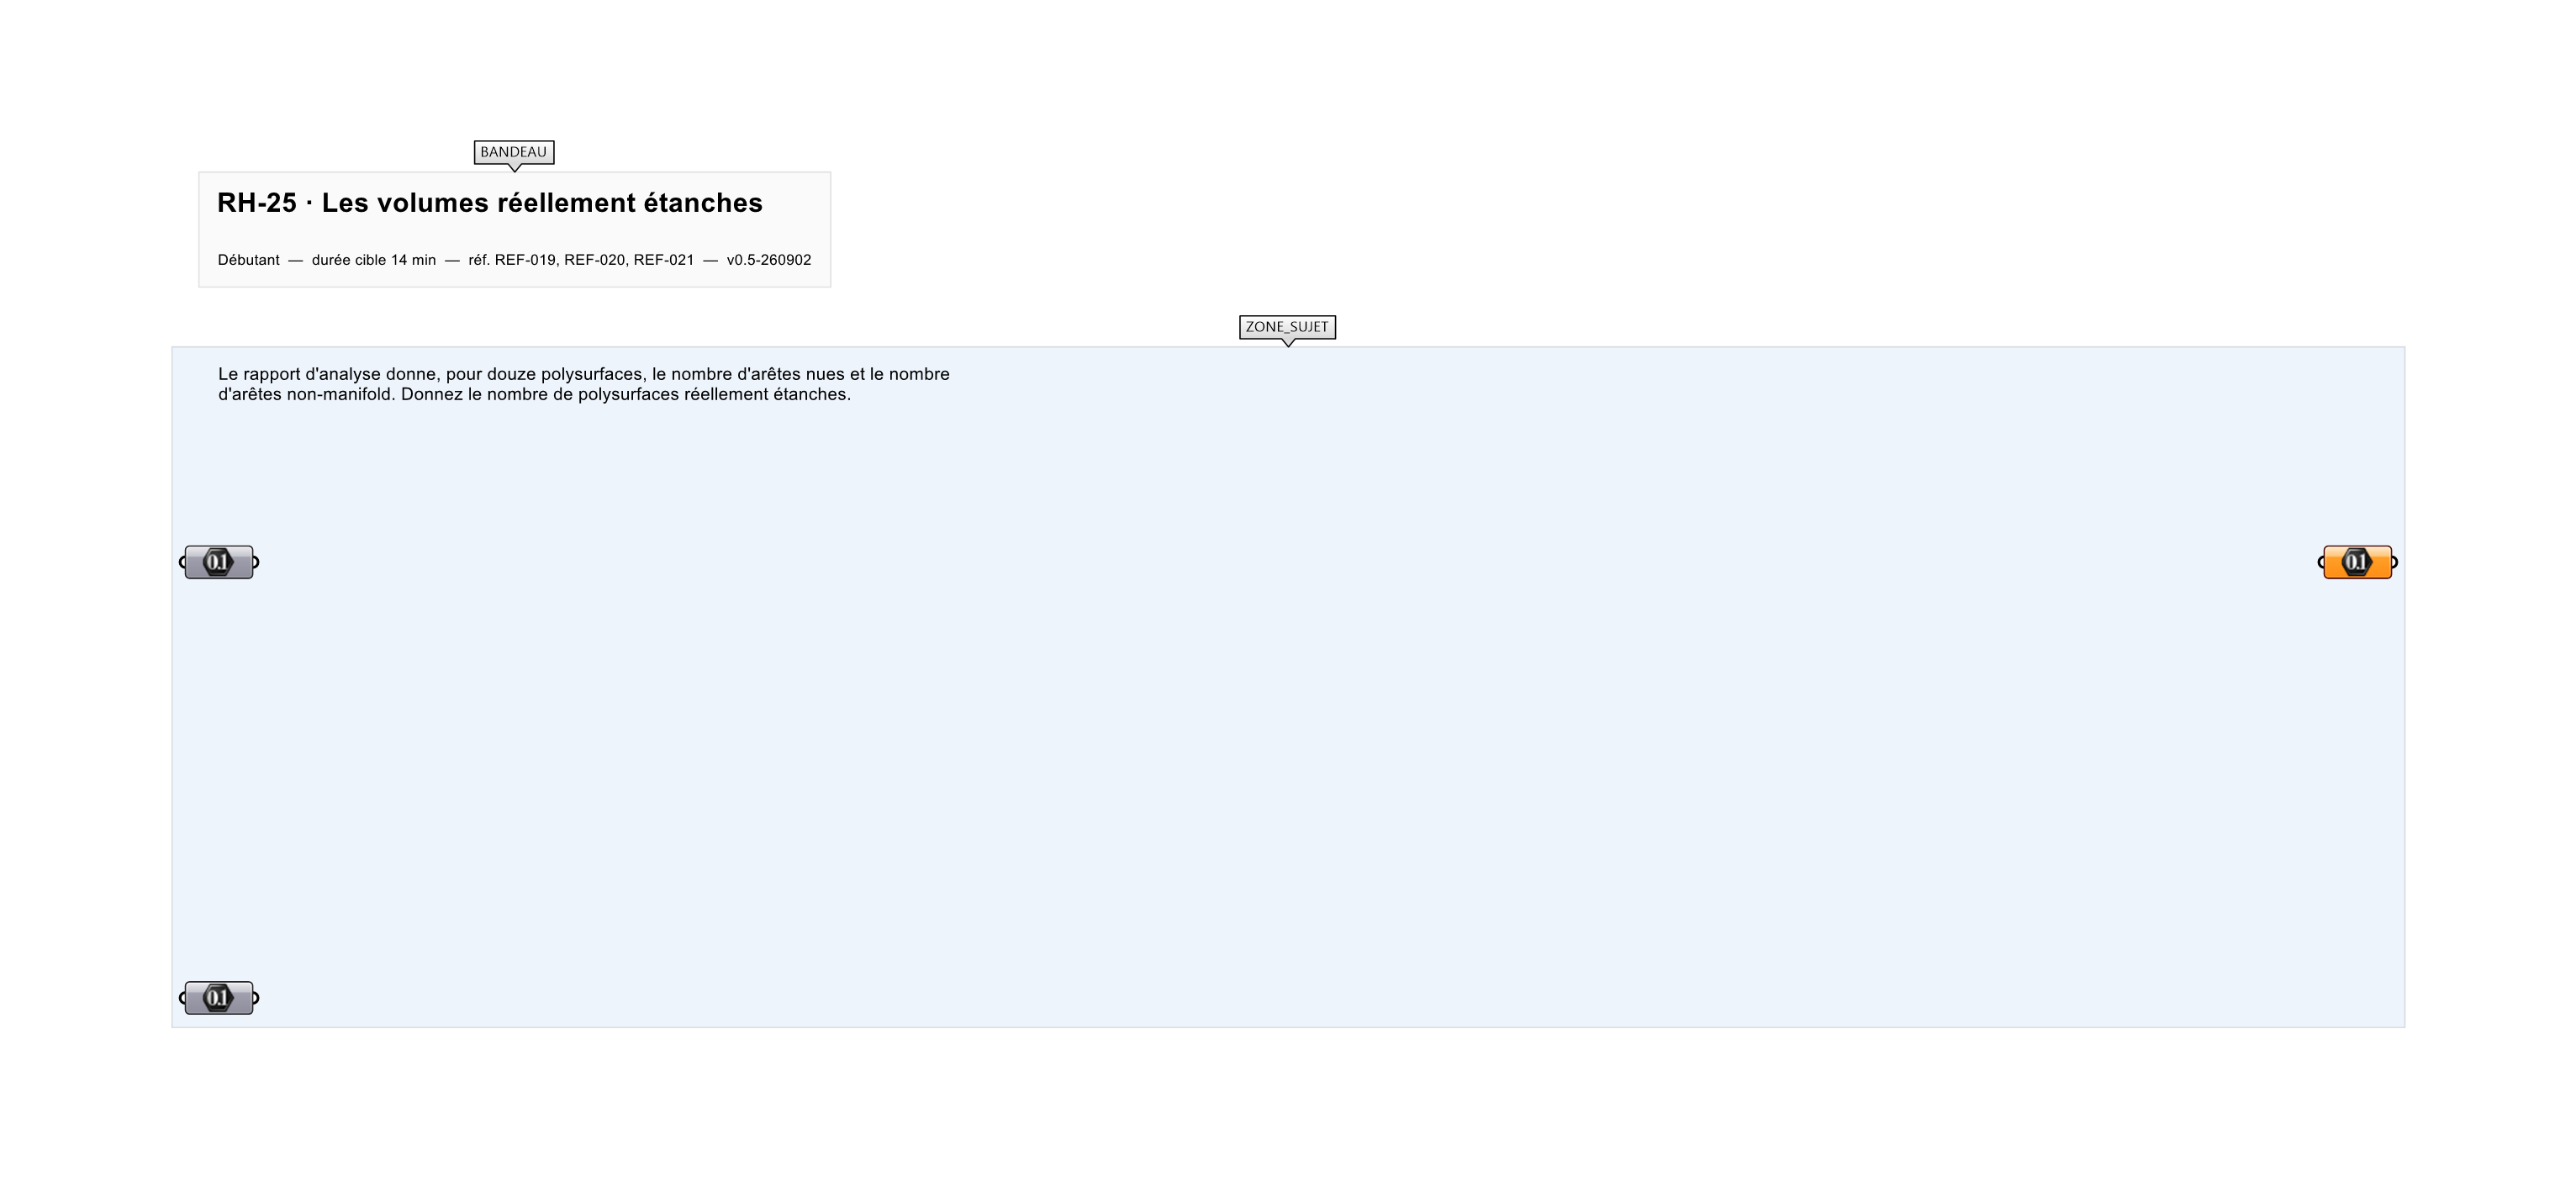 BANDEAU
RH-25 · Les volumes réellement étanches
Débutant — durée cible 14 min — réf. REF-019, REF-020, REF-021 — v0.5-260902
ZONE_SUJET
Le rapport d'analyse donne, pour douze polysurfaces, le nombre d'arêtes nues et le nombre
d'arêtes non-manifold. Donnez le nombre de polysurfaces réellement étanches.
0.1
0.1
0.1